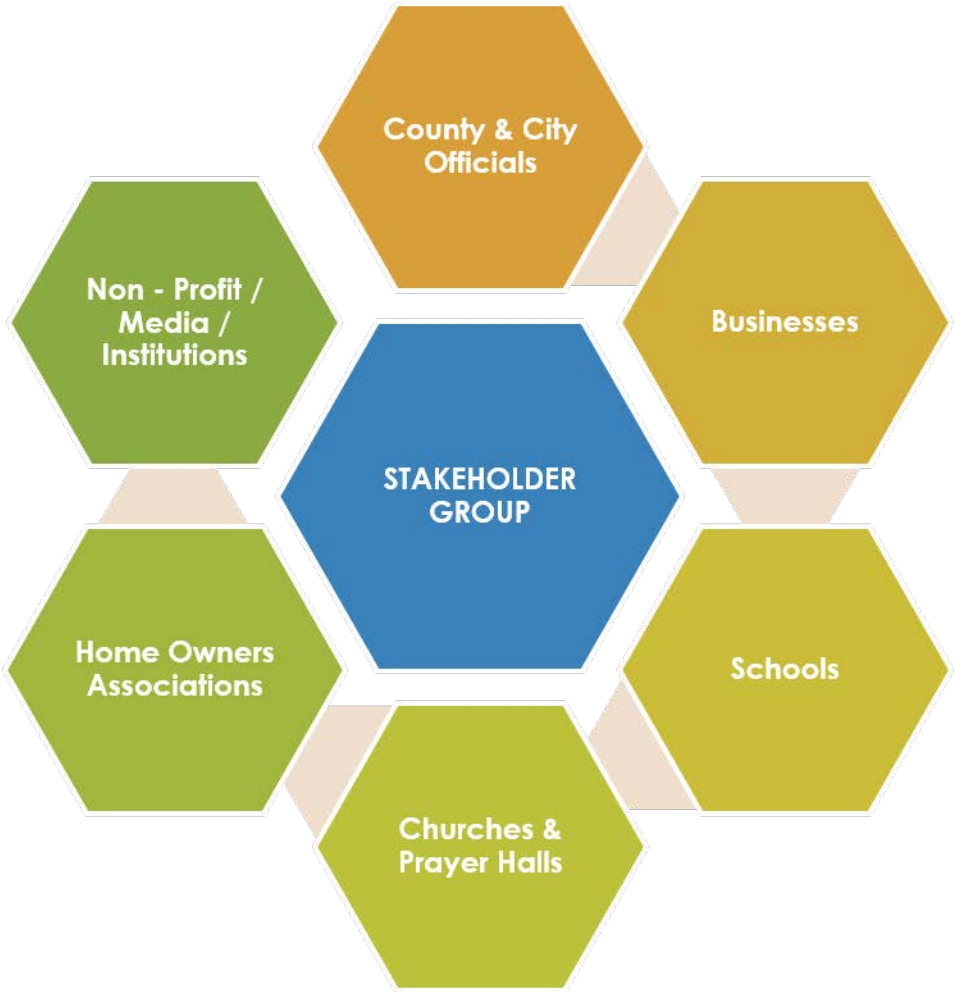 County & City
Officials
Non - Profit /
Media /
Institutions
Businesses
STAKEHOLDER
GROUP
Home Owners
Associations
Schools
Churches &
Prayer Halls